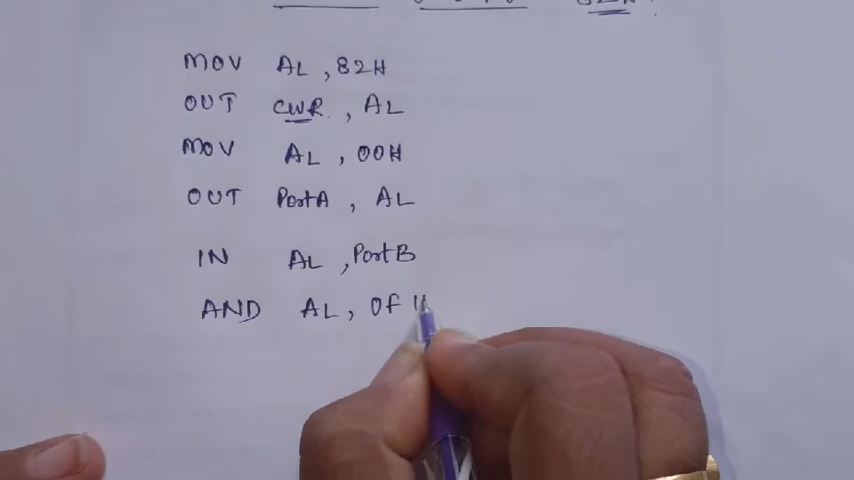 MOV AL, 82H
OUT CWR, AL
MOV AL, 00H
OUT PortA, AL
IN AL, PortB
AND AL, 0f H